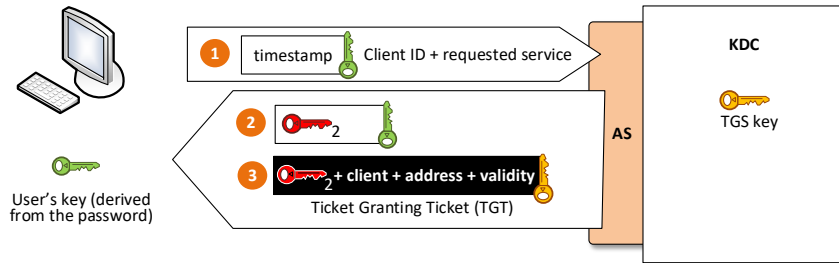 1 timestamp Client ID + requested service
KDC
2 2
TGS key
AS
3 2 + client + address + validity
User's key (derived
from the password)
Ticket Granting Ticket (TGT)